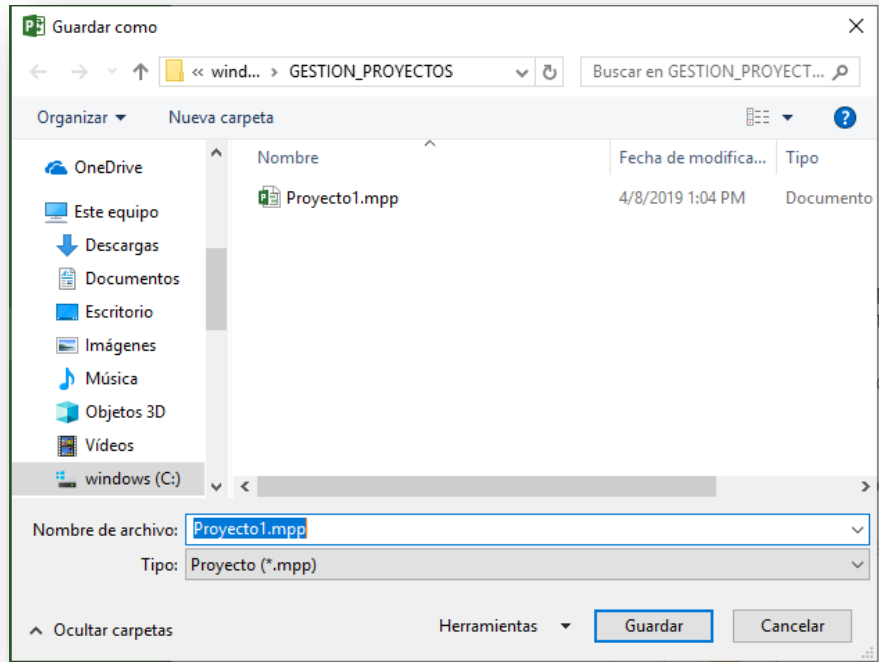 Guardar como
« wind... › GESTION_PROYECTOS
Buscar en GESTION_PROYECT...
Organizar
Nueva carpeta
?
OneDrive
Este equipo
Descargas
Documentos
Escritorio
Imágenes
Música
Objetos 3D
Vídeos
windows (C:)
Nombre Fecha de modifica... Tipo
Proyecto1.mpp 4/8/2019 1:04 PM Documento
Nombre de archivo: Proyecto1.mpp
Tipo: Proyecto (*.mpp)
Ocultar carpetas
Herramientas
Guardar
Cancelar